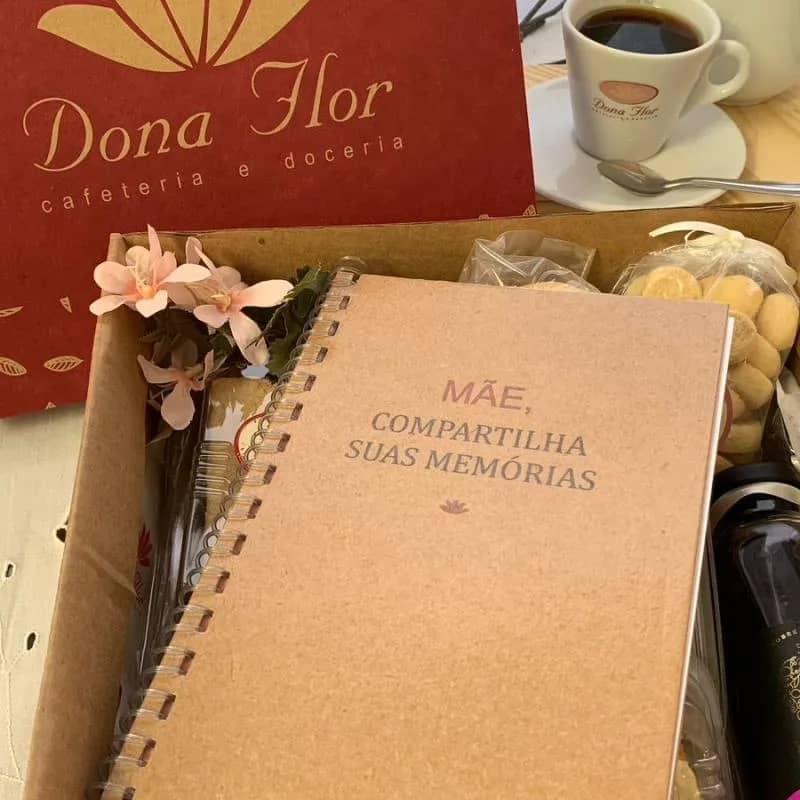 Dona Flor
cafeteria e doceria
Dona Flor
MÃE,
COMPARTILHA
SUAS MEMÓRIAS